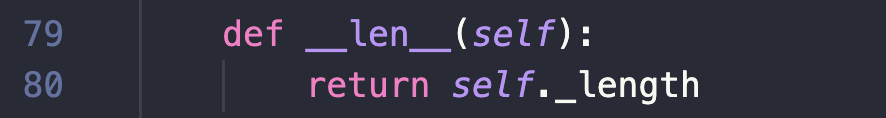 79 def __len__(self):
80 return self._length